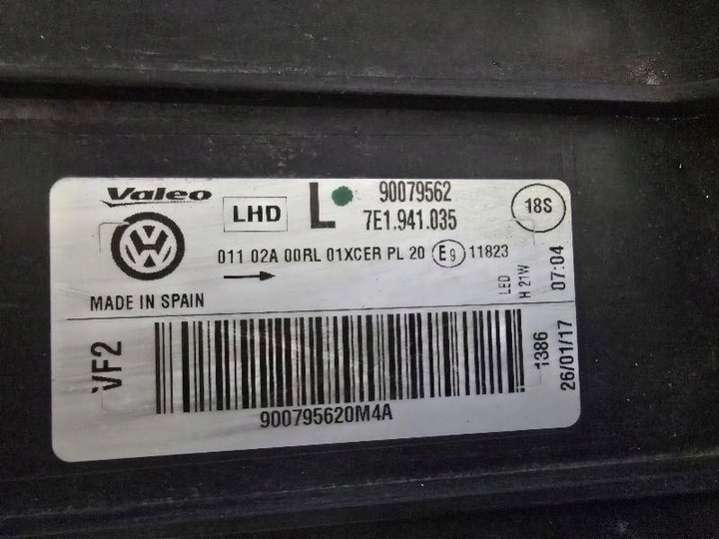 Valeo
LHD
L
90079562
7E1.941.035
18S
VW
011 02A 00RL 01XCER PL 20 E9 11823
LED
H 21W
07:04
MADE IN SPAIN
VF2
1386
26/01/17
900795620M4A